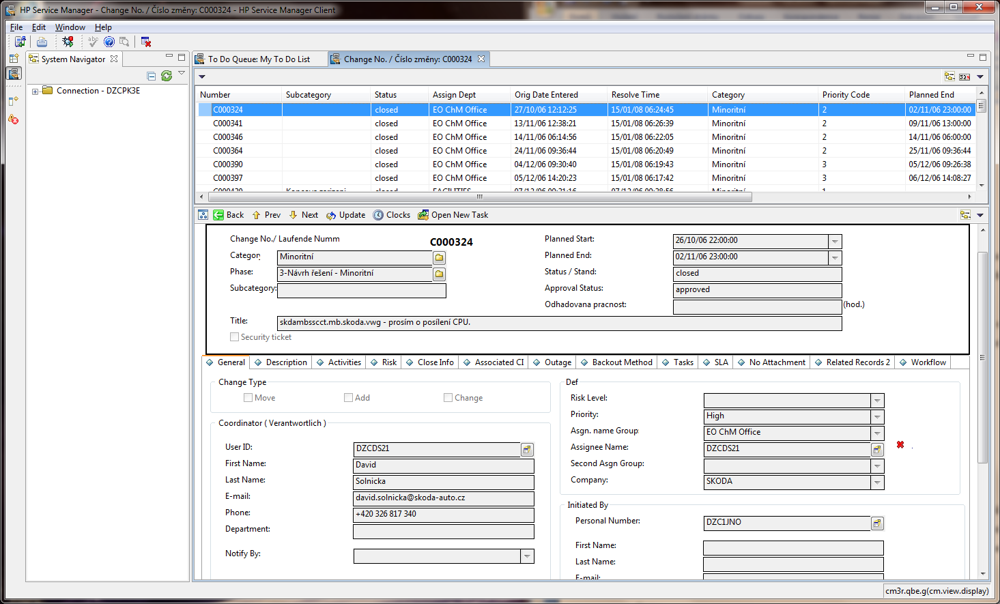 HP Service Manager - Change No. / Číslo změny: C000324 - HP Service Manager Client
File Edit Window Help
System Navigator
Connection - DZCPK3E
To Do Queue: My To Do List Change No. / Číslo změny: C000324
Number Subcategory Status Assign Dept Orig Date Entered Resolve Time Category Priority Code Planned End
C000324 closed EO ChM Office 27/10/06 12:12:25 15/01/08 06:24:45 Minoritní 2 02/11/06 23:00:00
C000341 closed EO ChM Office 13/11/06 12:38:21 15/01/08 06:26:39 Minoritní 2 09/11/06 13:00:00
C000346 closed EO ChM Office 14/11/06 06:14:56 15/01/08 06:22:05 Minoritní 2 14/11/06 06:00:00
C000364 closed EO ChM Office 24/11/06 09:36:44 15/01/08 06:20:49 Minoritní 2 25/11/06 09:36:44
C000390 closed EO ChM Office 04/12/06 09:30:40 15/01/08 06:19:43 Minoritní 3 05/12/06 09:26:38
C000397 closed EO ChM Office 05/12/06 14:20:23 15/01/08 06:17:42 Minoritní 3 06/12/06 14:08:27
closed FACILITIES Minoritní
Back Prev Next Update Clocks Open New Task
Change No./ Laufende Numm C000324 Planned Start: 26/10/06 22:00:00
Category Minoritní Planned End: 02/11/06 23:00:00
Phase: 3-Návrh řešení - Minoritní Status / Stand: closed
Subcategory: Approval Status: approved
Odhadovana pracnost: (hod.)
Title: skdambsscct.mb.skoda.vwg - prosím o posílení CPU.
Security ticket
General Description Activities Risk Close Info Associated CI Outage Backout Method Tasks SLA No Attachment Related Records 2 Workflow
Change Type
Move Add Change
Coordinator ( Verantwortlich )
User ID: DZCDS21
First Name: David
Last Name: Solnicka
E-mail: david.solnicka@skoda-auto.cz
Phone: +420 326 817 340
Department:
Notify By:
Def
Risk Level:
Priority: High
Asgn. name Group EO ChM Office
Assignee Name: DZCDS21
Second Asgn Group:
Company: SKODA
Initiated By
Personal Number: DZC1JNO
First Name:
Last Name:
E-mail:
cm3r.qbe.g(cm.view.display)